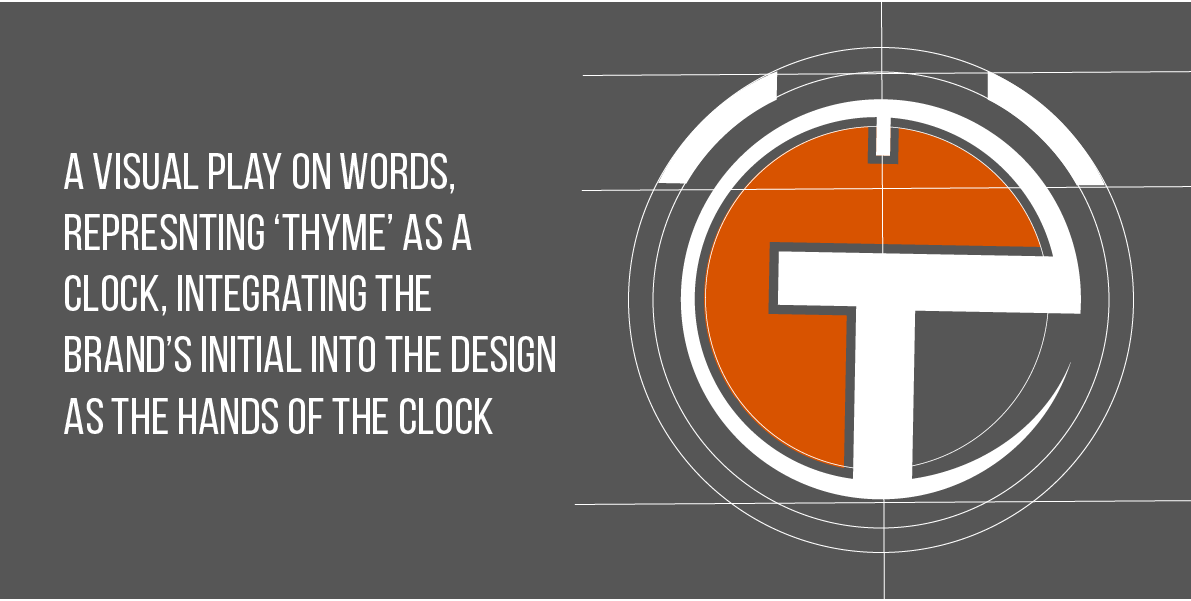 A VISUAL PLAY ON WORDS,
REPRESNTING ‘THYME’ AS A
CLOCK, INTEGRATING THE
BRAND’S INITIAL INTO THE DESIGN
AS THE HANDS OF THE CLOCK